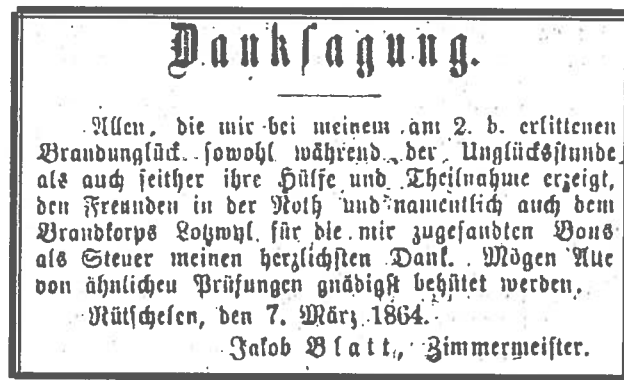 Danksagung.
Allen, die mir bei meinem am 2. d. erlittenen
Brandunglück sowohl während der Unglücksstunde
als auch seither ihre Hülfe und Theilnahme erzeigt,
den Freunden in der Noth und namentlich auch dem
Brandkorps Lotzwyl für die mir zugesandten Bons
als Steuer meinen herzlichsten Dank. Mögen Alle
von ähnlichen Prüfungen gnädigst behütet werden.
Rütschelen, den 7. März 1864.
Jakob Blatt, Zimmermeister.